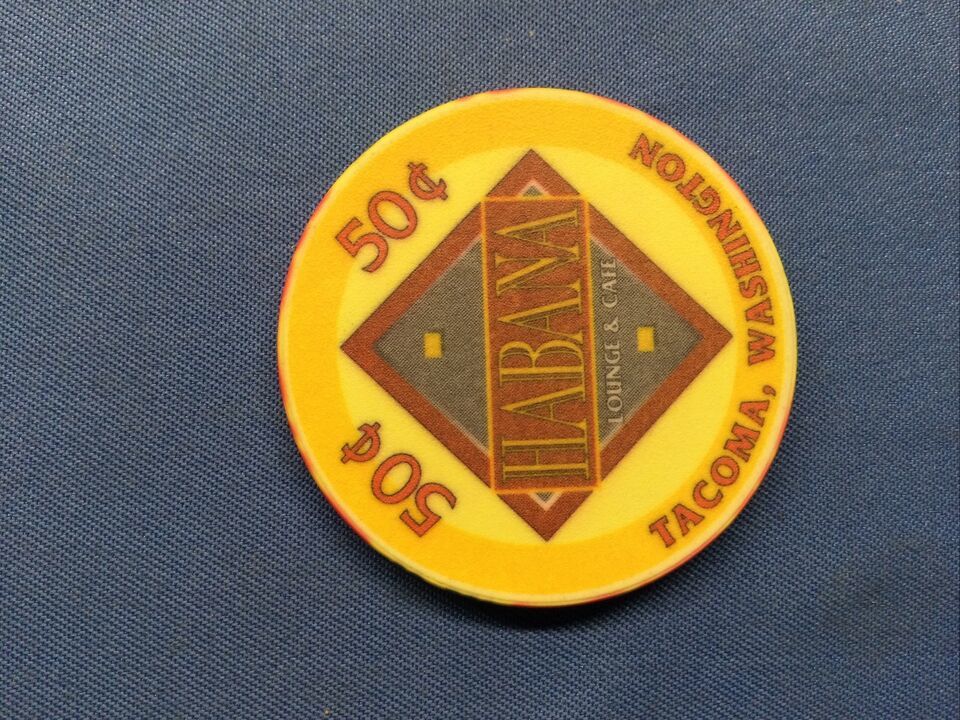 50¢
50¢
HABANA
LOUNGE & CAFE
TACOMA, WASHINGTON